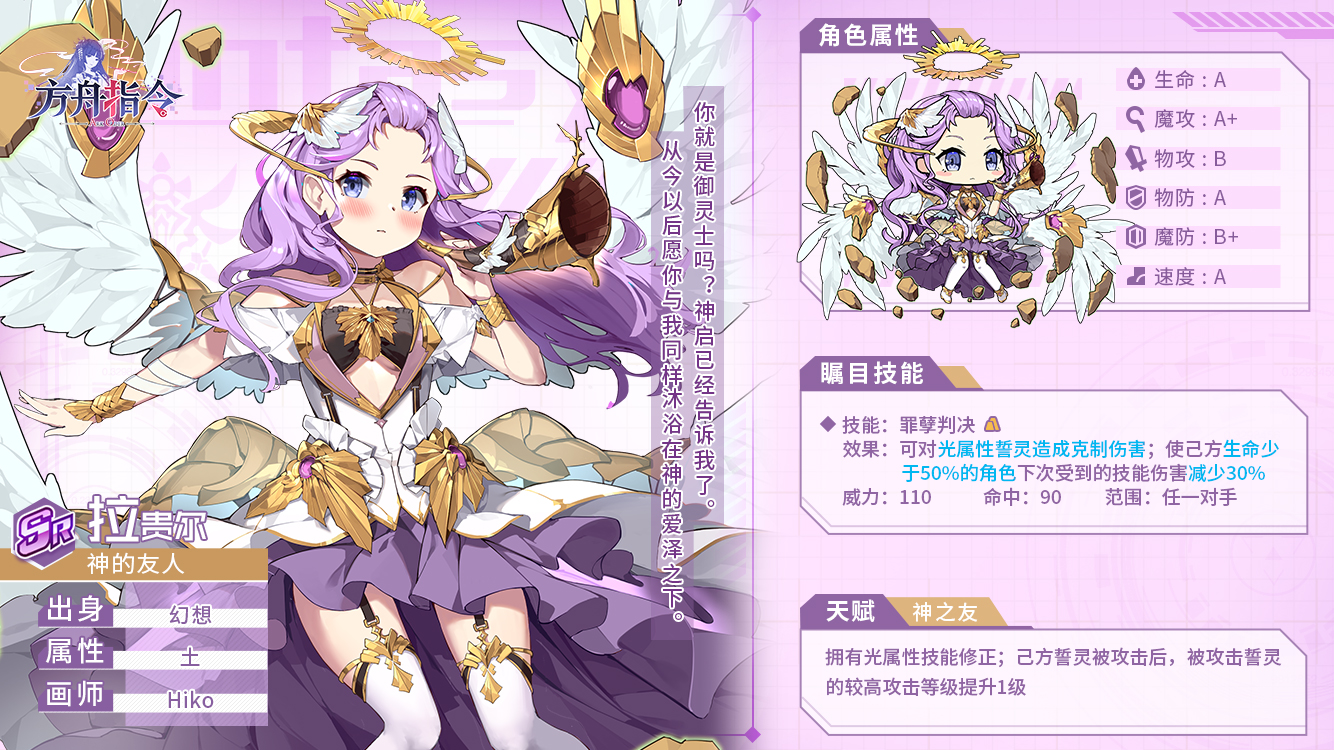 方舟指令
你就是御灵士吗？神启已经告诉我了。
从今以后愿你与我同样沐浴在神的爱泽之下。
SR
拉贵尔
神的友人
出身 幻想
属性 土
画师 Hiko
角色属性
生命：A
魔攻：A+
物攻：B
物防：A
魔防：B+
速度：A
瞩目技能
◆技能：罪孽判决
效果：可对光属性誓灵造成克制伤害；使己方生命少
于50%的角色下次受到的技能伤害减少30%
威力：110 命中：90 范围：任一对手
天赋 神之友
拥有光属性技能修正；己方誓灵被攻击后，被攻击誓灵
的较高攻击等级提升1级